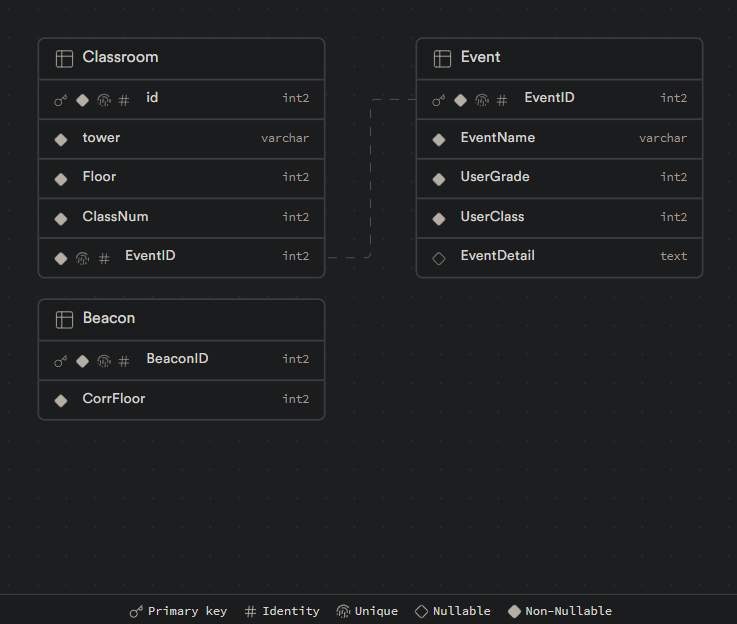 Classroom
id int2
tower varchar
Floor int2
ClassNum int2
EventID int2
Event
EventID int2
EventName varchar
UserGrade int2
UserClass int2
EventDetail text
Beacon
BeaconID int2
CorrFloor int2
Primary key Identity Unique Nullable Non-Nullable